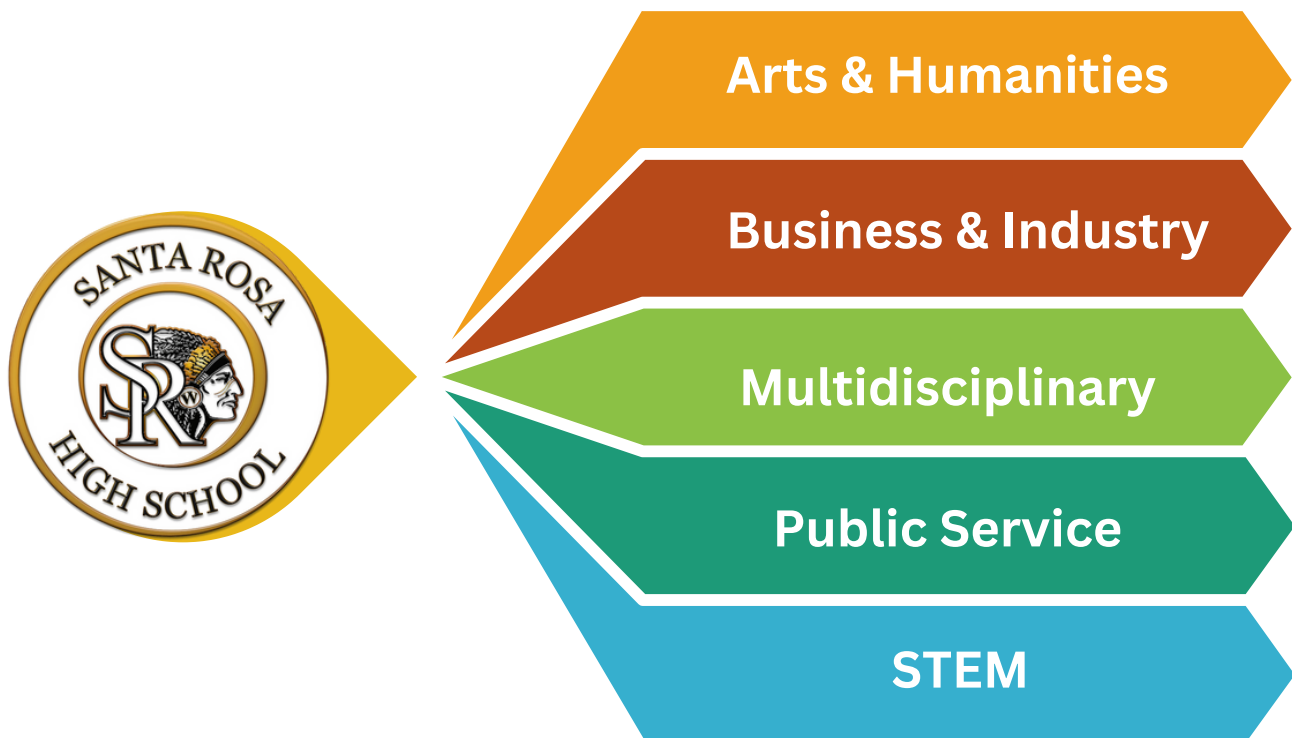 SANTA ROSA
SR
W
HIGH SCHOOL
Arts & Humanities
Business & Industry
Multidisciplinary
Public Service
STEM